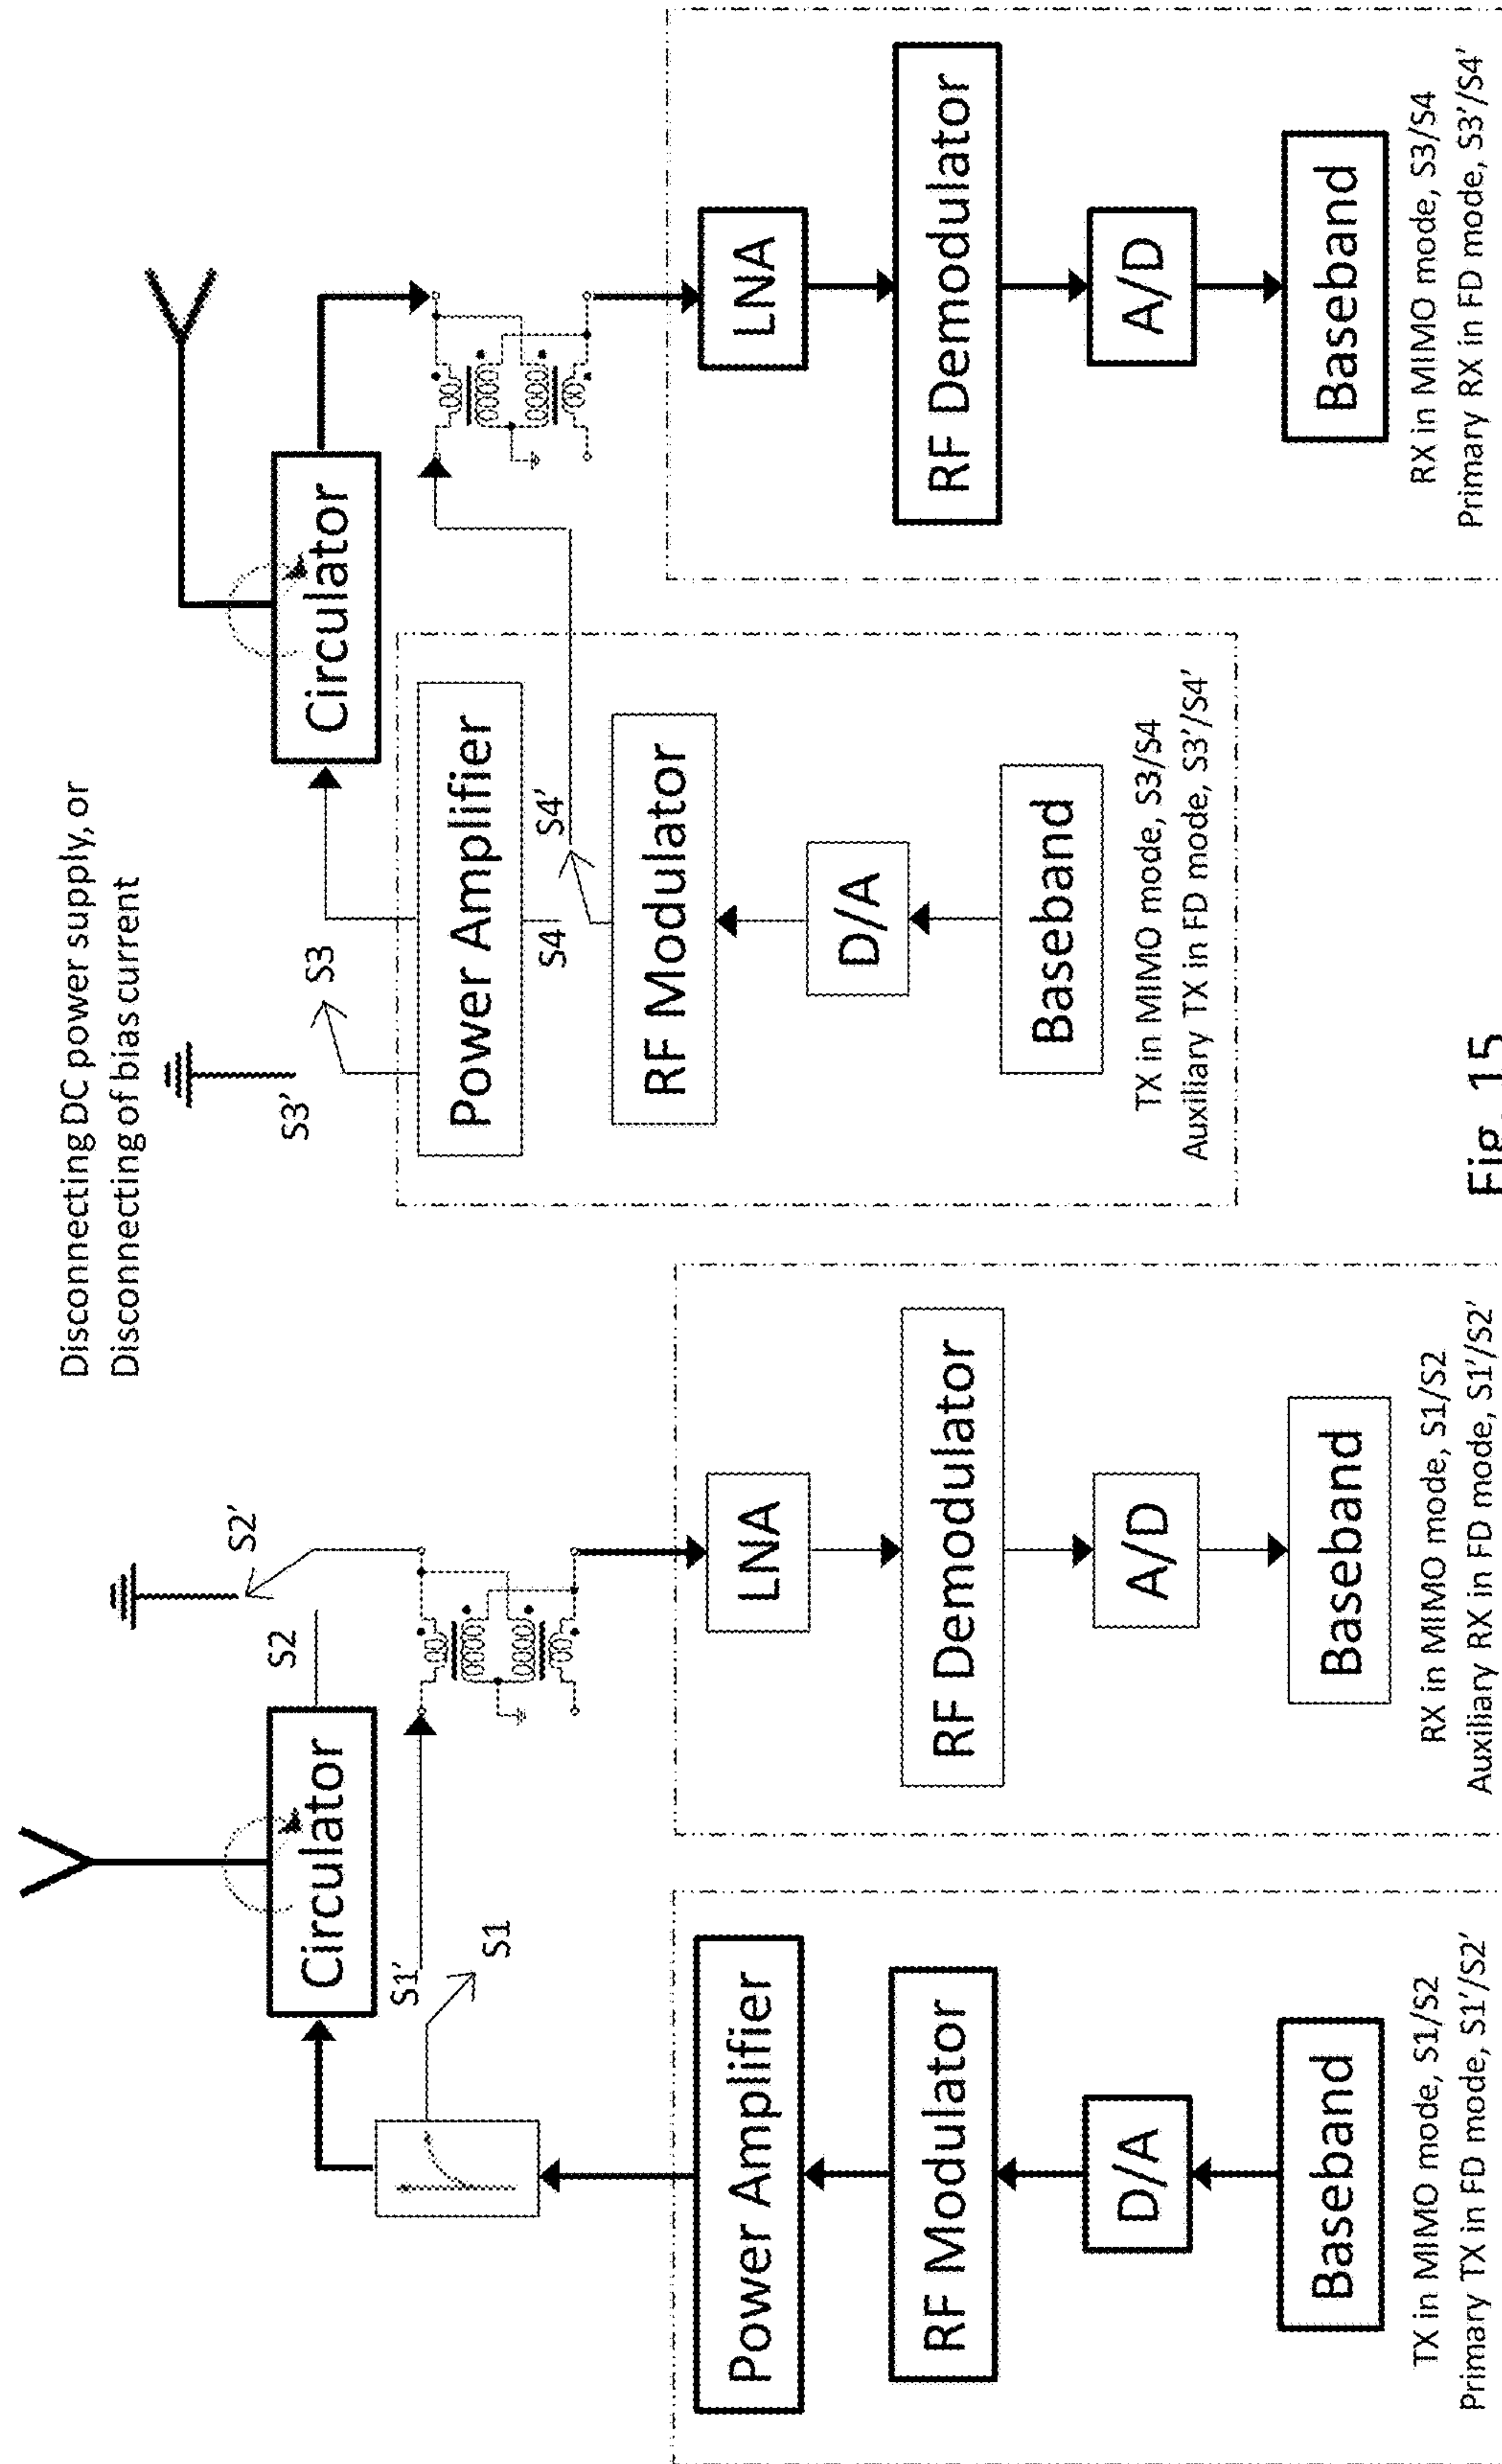 Disconnecting DC power supply, or
Disconnecting of bias current
Circulator
S1'
S1
S2
S2'
Power Amplifier
RF Modulator
D/A
Baseband
TX in MIMO mode, S1/S2
Primary TX in FD mode, S1'/S2'
LNA
RF Demodulator
A/D
Baseband
RX in MIMO mode, S1/S2
Auxiliary RX in FD mode, S1'/S2'
S3'
S3
Circulator
Power Amplifier
S4
S4'
RF Modulator
D/A
Baseband
TX in MIMO mode, S3/S4
Auxiliary TX in FD mode, S3'/S4'
LNA
RF Demodulator
A/D
Baseband
RX in MIMO mode, S3/S4
Primary RX in FD mode, S3'/S4'
Fig. 15